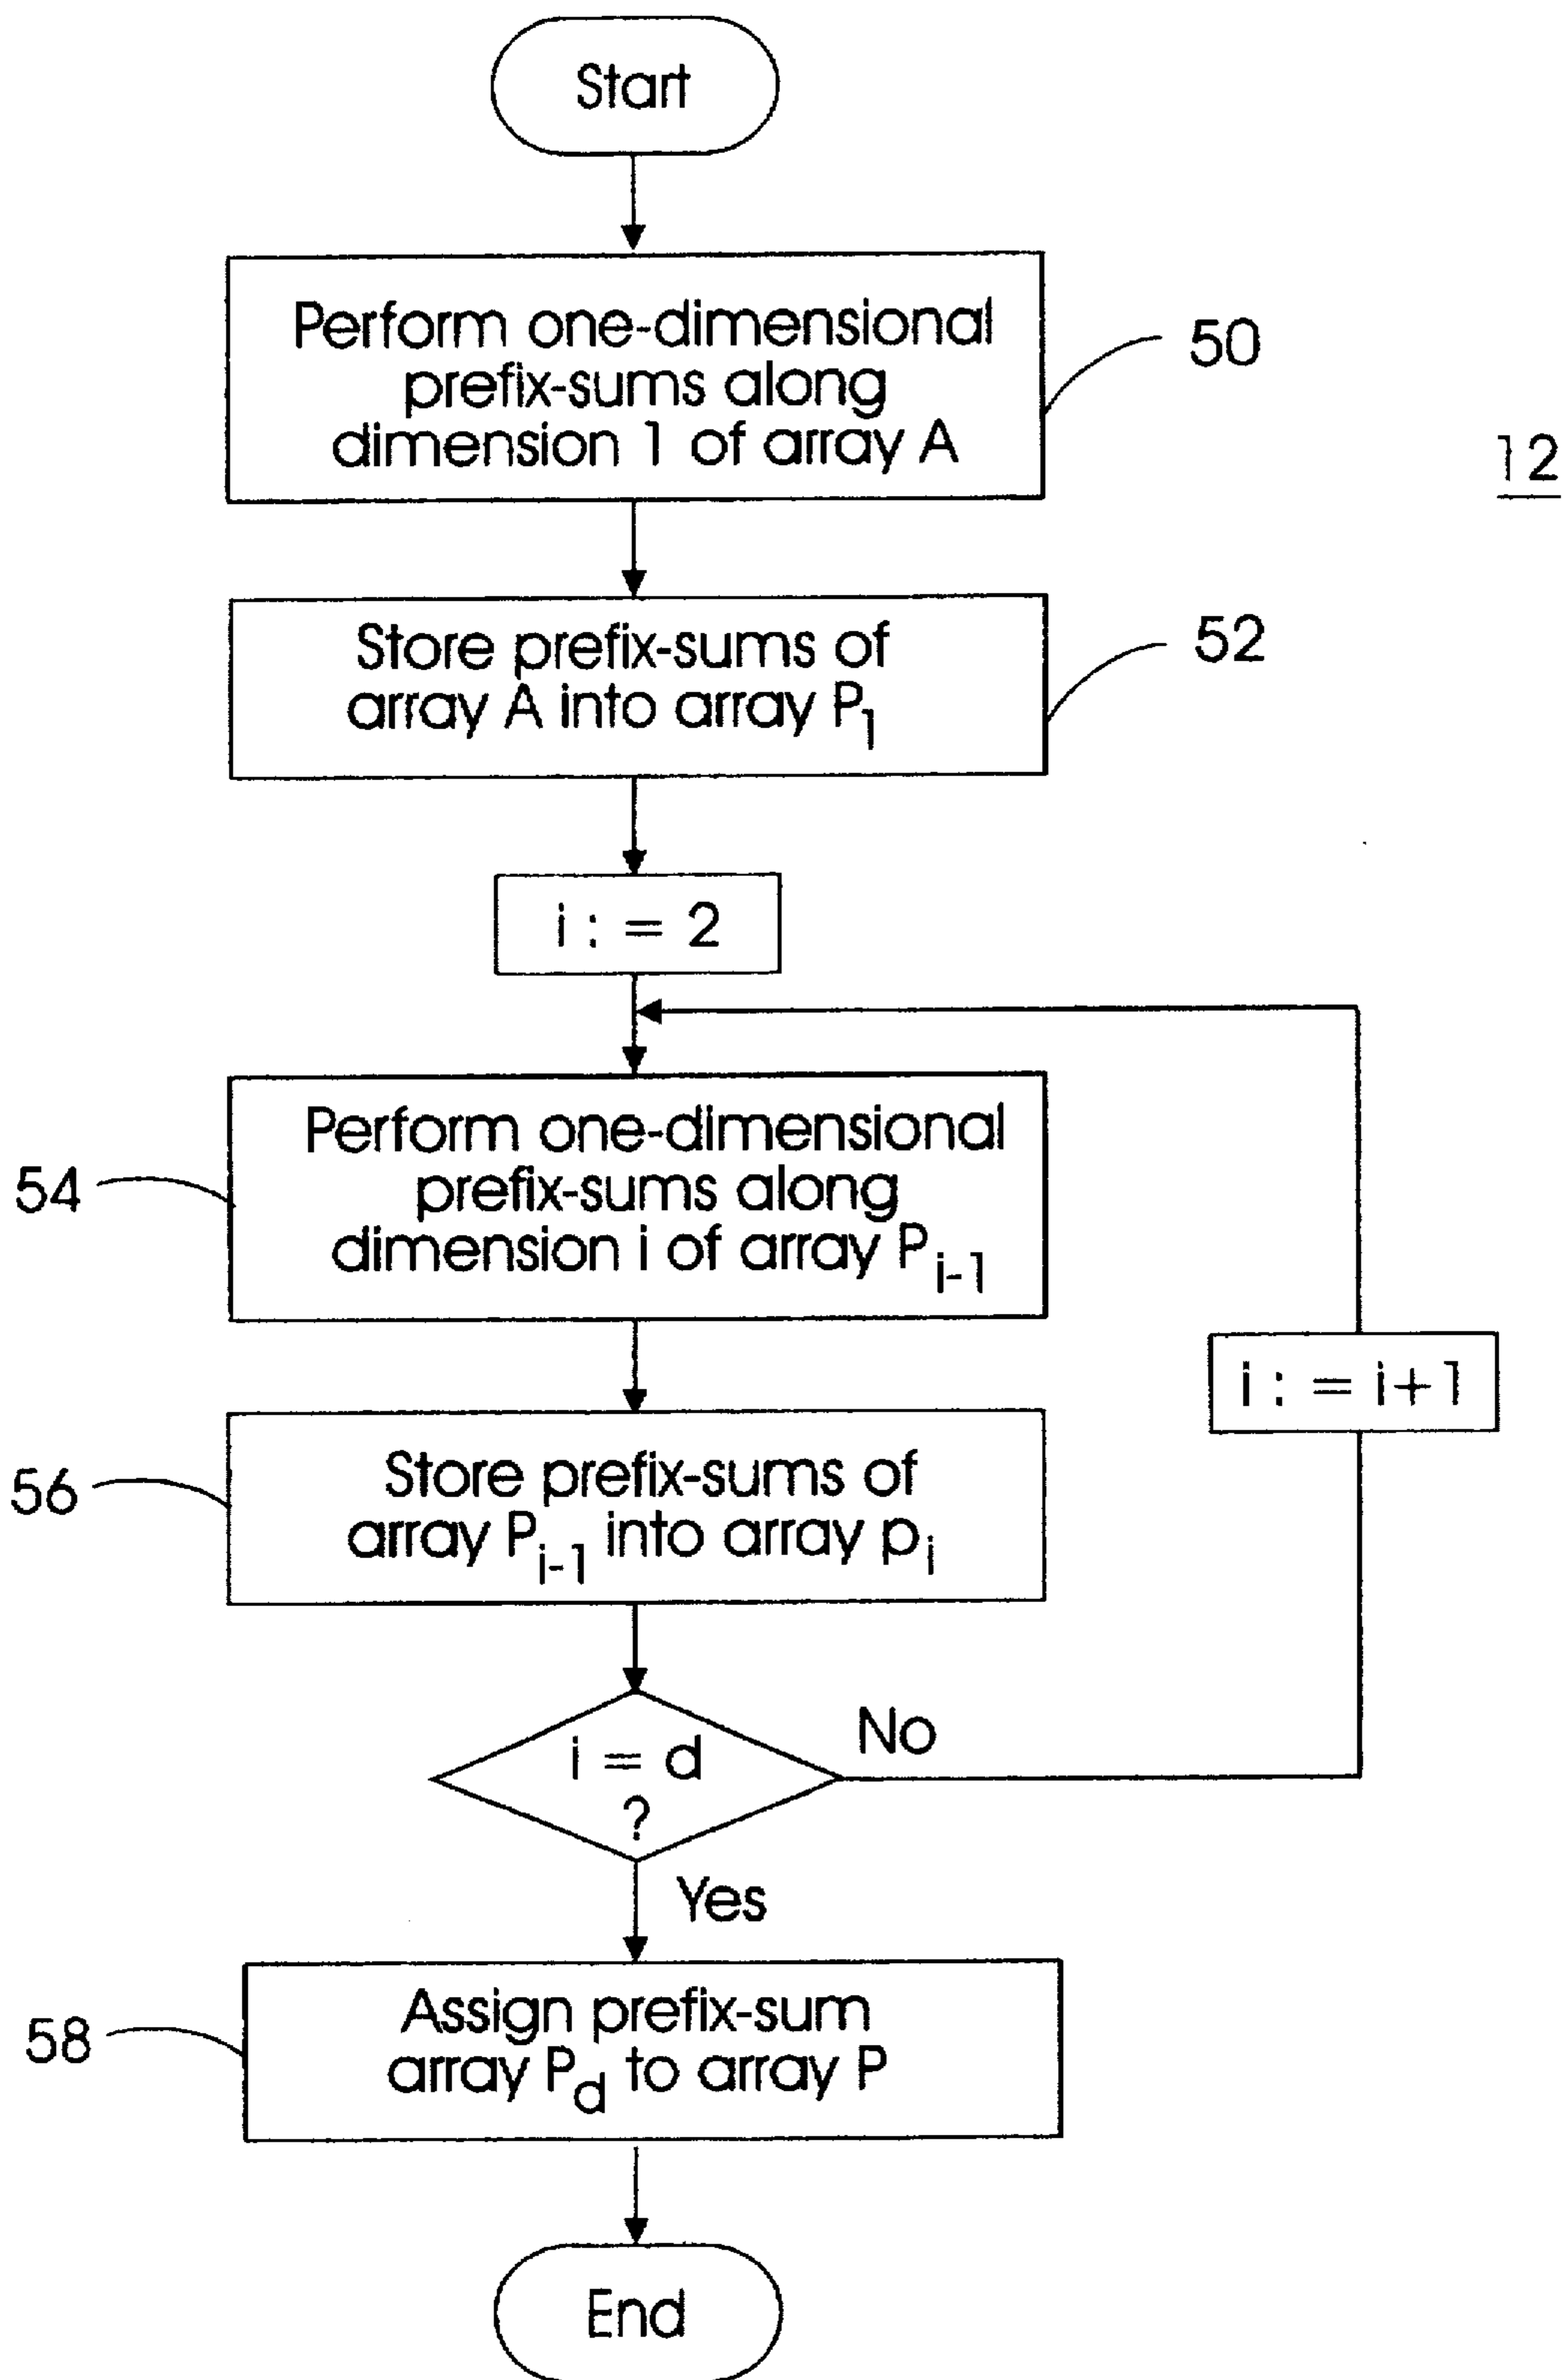 Start
Perform one-dimensional
prefix-sums along
dimension 1 of array A
50
12
Store prefix-sums of
array A into array P1
52
i : = 2
Perform one-dimensional
prefix-sums along
dimension i of array Pi-1
54
i : = i+1
Store prefix-sums of
array Pi-1 into array pi
56
i = d
?
No
Yes
Assign prefix-sum
array Pd to array P
58
End